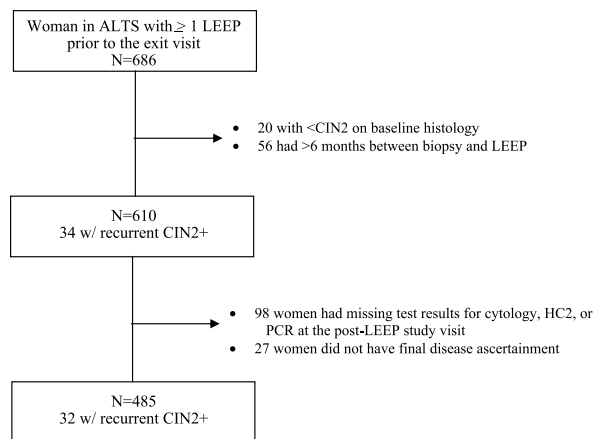 Woman in ALTS with ≥ 1 LEEP
prior to the exit visit
N=686
• 20 with <CIN2 on baseline histology
• 56 had >6 months between biopsy and LEEP
N=610
34 w/ recurrent CIN2+
• 98 women had missing test results for cytology, HC2, or
PCR at the post-LEEP study visit
• 27 women did not have final disease ascertainment
N=485
32 w/ recurrent CIN2+